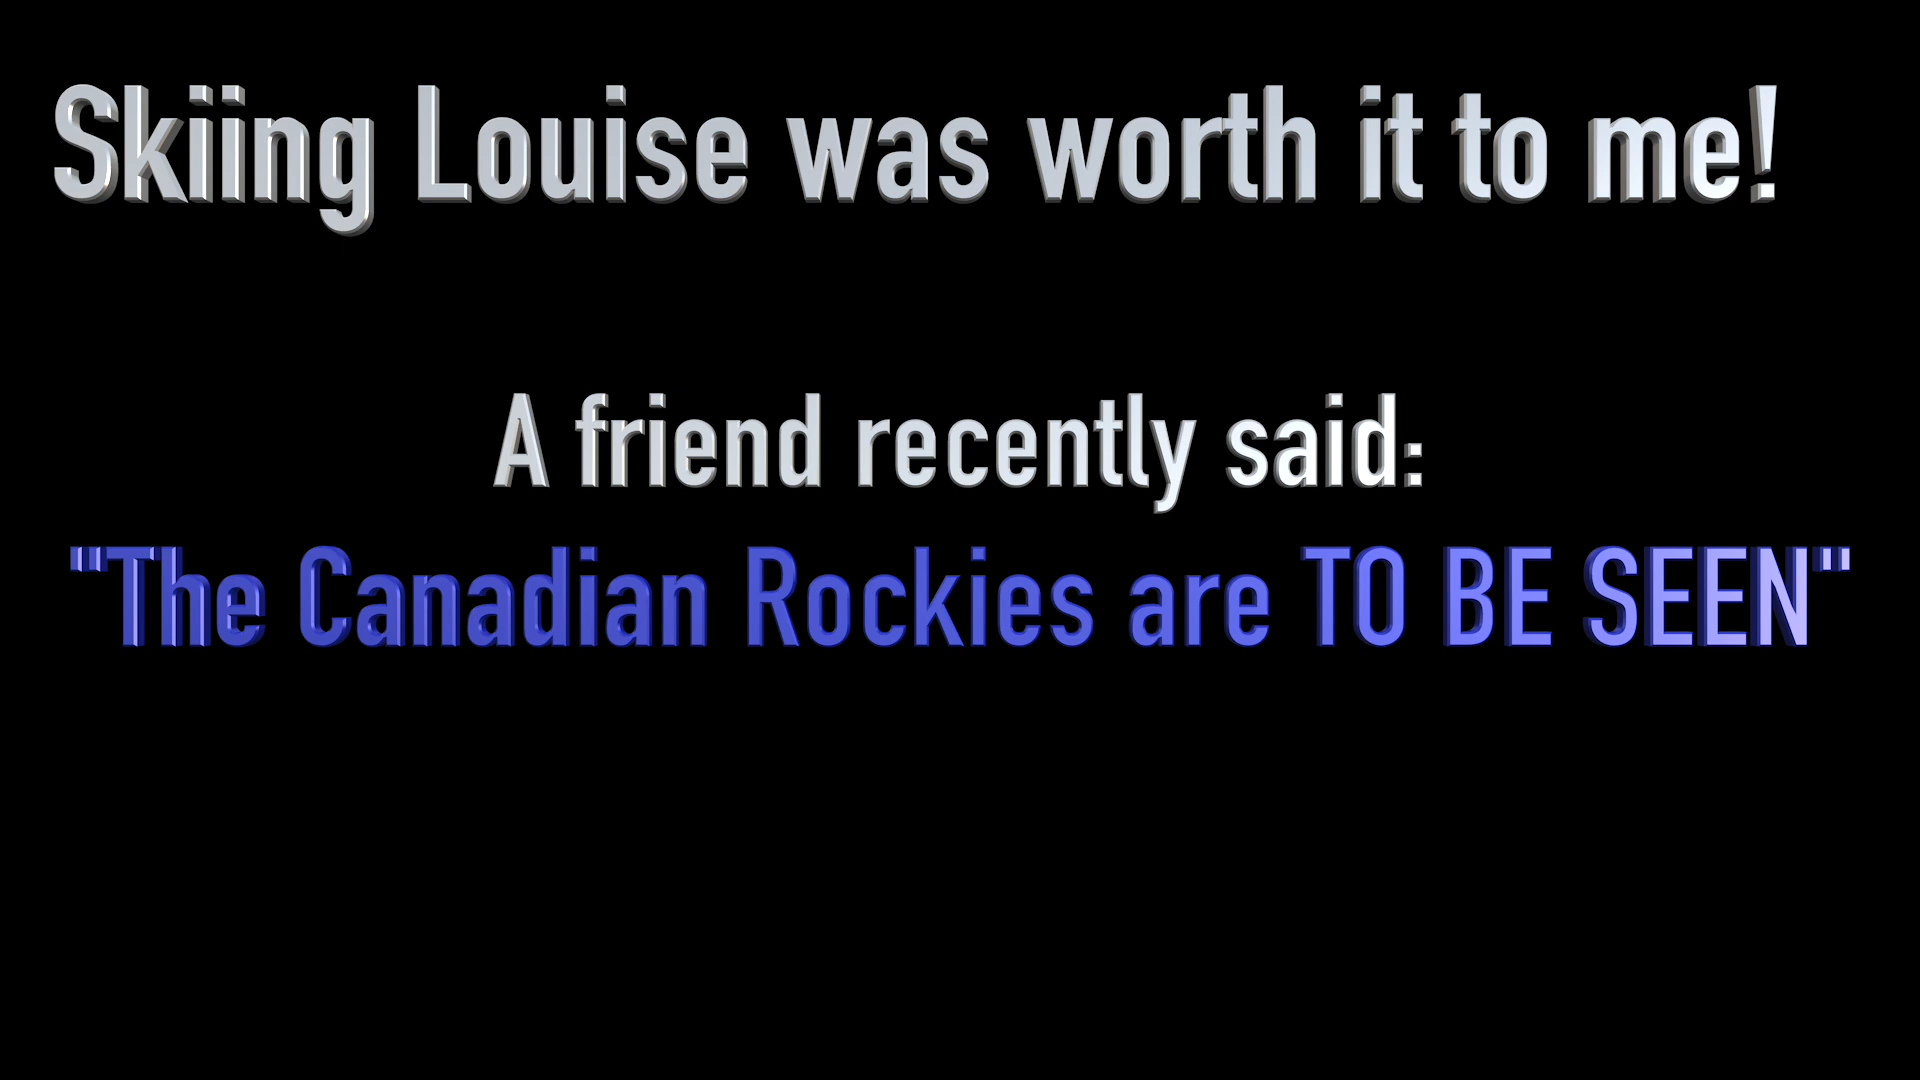 Skiing Louise was worth it to me!
A friend recently said:
"The Canadian Rockies are TO BE SEEN"